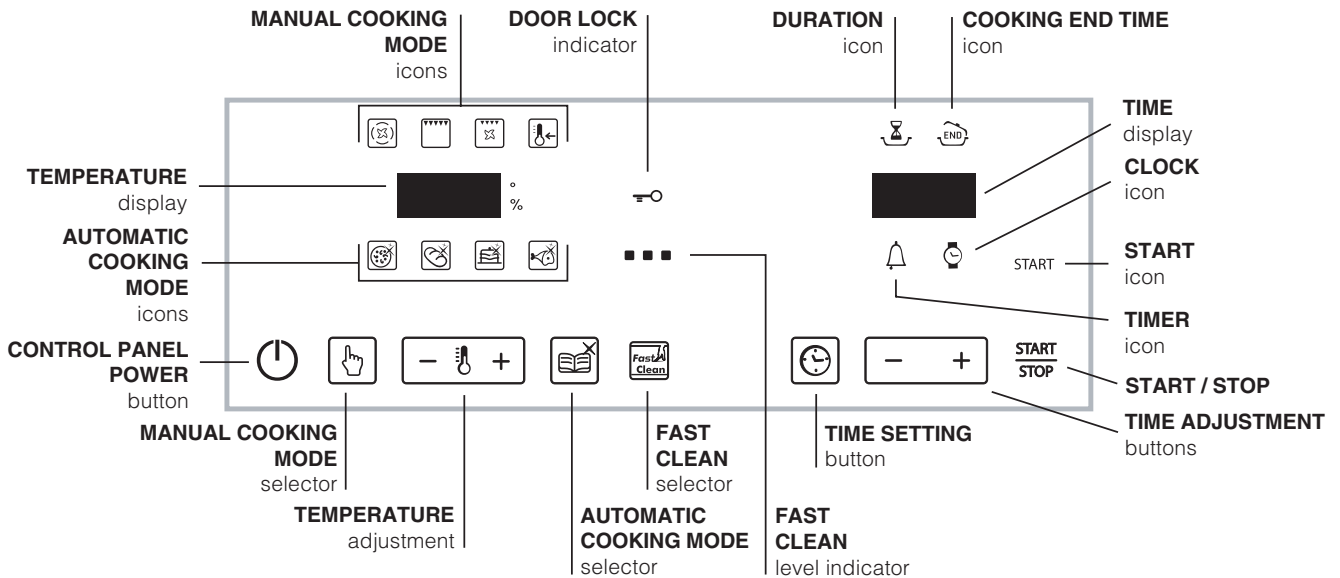 MANUAL COOKING
MODE
icons
DOOR LOCK
indicator
DURATION
icon
COOKING END TIME
icon
TIME
display
CLOCK
icon
START
icon
TIMER
icon
START / STOP
TIME ADJUSTMENT
buttons
TEMPERATURE
display
AUTOMATIC
COOKING
MODE
icons
CONTROL PANEL
POWER
button
END
°
%
START
Fast
Clean
START
STOP
MANUAL COOKING
MODE
selector
TEMPERATURE
adjustment
AUTOMATIC
COOKING MODE
selector
FAST
CLEAN
selector
FAST
CLEAN
level indicator
TIME SETTING
button